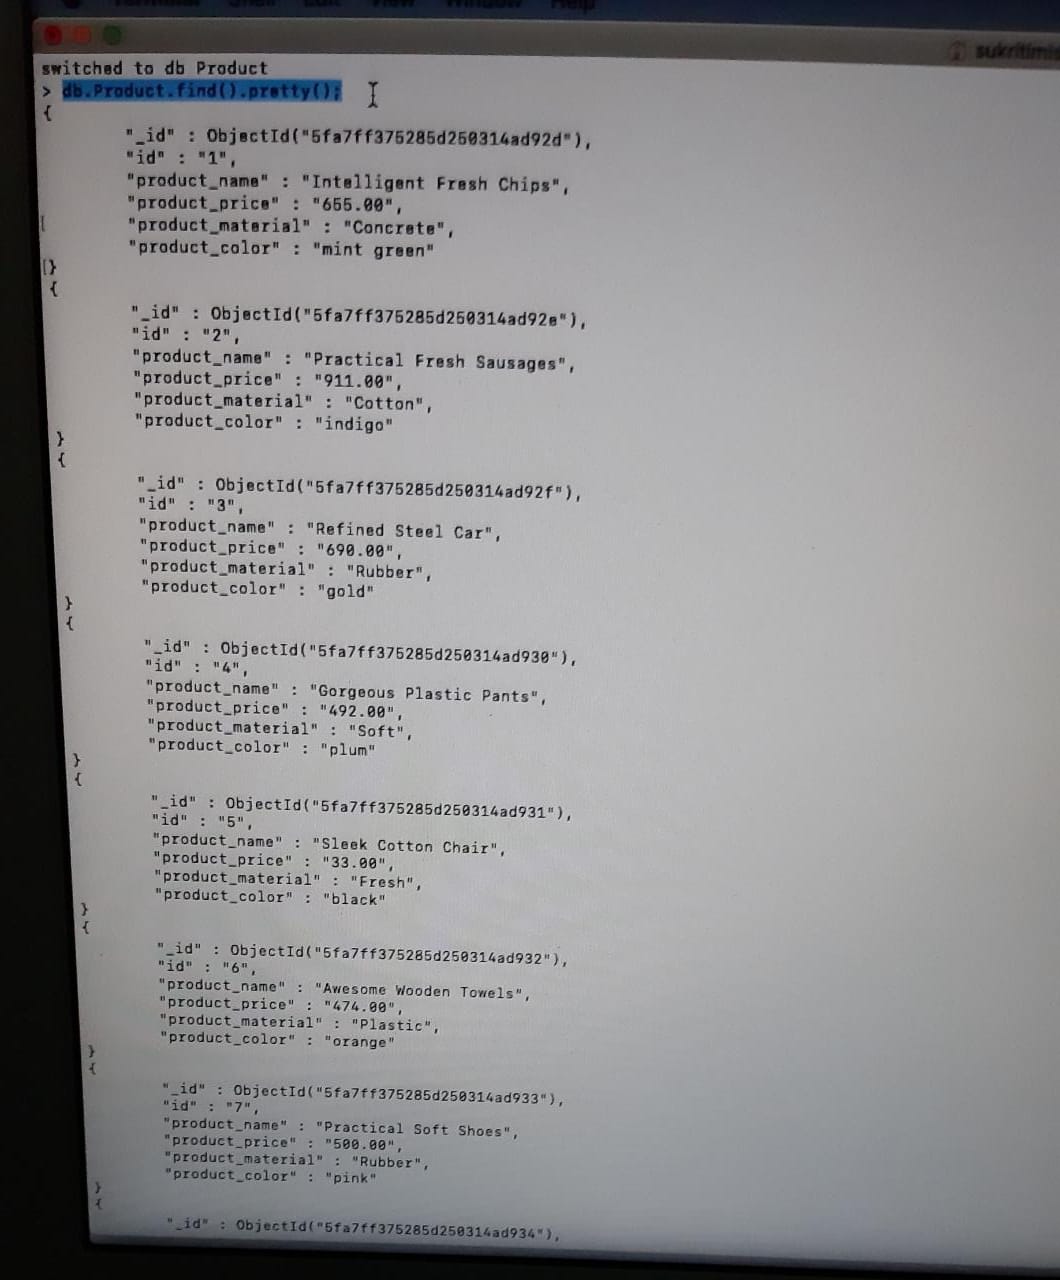 switched to db Product
> db.Product.find().pretty();
{
"_id" : ObjectId("5fa7ff375285d250314ad92d"),
"id" : "1",
"product_name" : "Intelligent Fresh Chips",
"product_price" : "655.00",
"product_material" : "Concrete",
"product_color" : "mint green"
}
{
"_id" : ObjectId("5fa7ff375285d250314ad92e"),
"id" : "2",
"product_name" : "Practical Fresh Sausages",
"product_price" : "911.00",
"product_material" : "Cotton",
"product_color" : "indigo"
}
{
"_id" : ObjectId("5fa7ff375285d250314ad92f"),
"id" : "3",
"product_name" : "Refined Steel Car",
"product_price" : "690.00",
"product_material" : "Rubber",
"product_color" : "gold"
}
{
"_id" : ObjectId("5fa7ff375285d250314ad930"),
"id" : "4",
"product_name" : "Gorgeous Plastic Pants",
"product_price" : "492.00",
"product_material" : "Soft",
"product_color" : "plum"
}
{
"_id" : ObjectId("5fa7ff375285d250314ad931"),
"id" : "5",
"product_name" : "Sleek Cotton Chair",
"product_price" : "33.00",
"product_material" : "Fresh",
"product_color" : "black"
}
{
"_id" : ObjectId("5fa7ff375285d250314ad932"),
"id" : "6",
"product_name" : "Awesome Wooden Towels",
"product_price" : "474.00",
"product_material" : "Plastic",
"product_color" : "orange"
}
{
"_id" : ObjectId("5fa7ff375285d250314ad933"),
"id" : "7",
"product_name" : "Practical Soft Shoes",
"product_price" : "500.00",
"product_material" : "Rubber",
"product_color" : "pink"
}
{
"_id" : ObjectId("5fa7ff375285d250314ad934"),